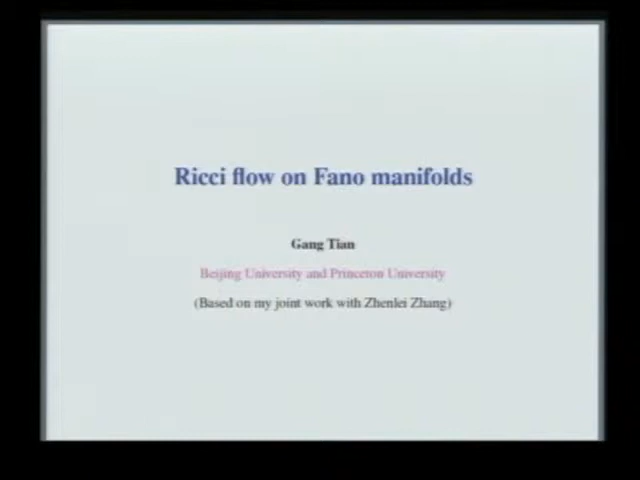 Ricci flow on Fano manifolds
Gang Tian
Beijing University and Princeton University
(Based on my joint work with Zhenlei Zhang)